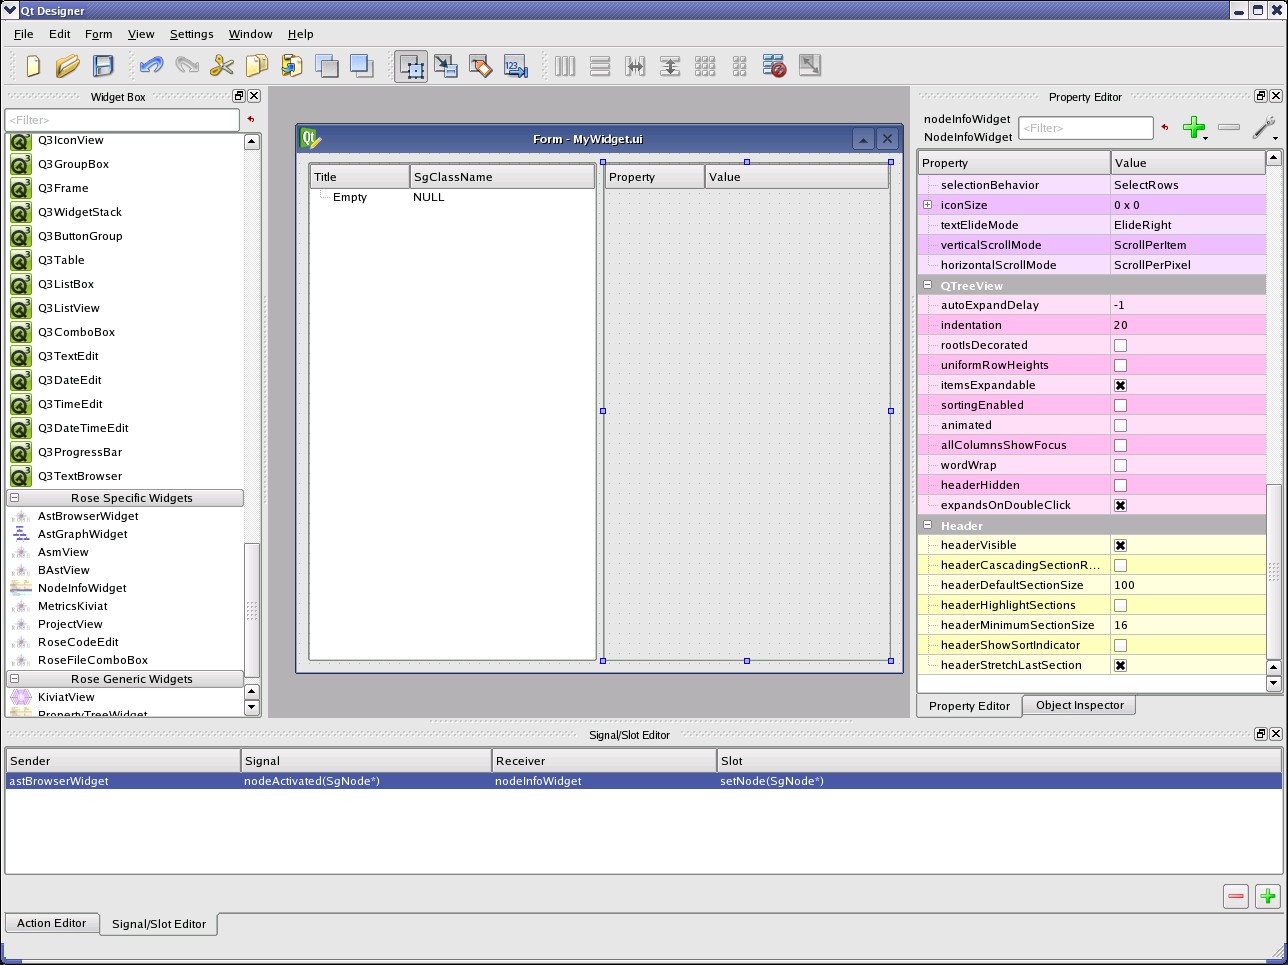 Qt Designer
File Edit Form View Settings Window Help
Widget Box
<Filter>
Q3IconView
Q3GroupBox
Q3Frame
Q3WidgetStack
Q3ButtonGroup
Q3Table
Q3ListBox
Q3ListView
Q3ComboBox
Q3TextEdit
Q3DateEdit
Q3TimeEdit
Q3DateTimeEdit
Q3ProgressBar
Q3TextBrowser
Rose Specific Widgets
AstBrowserWidget
AstGraphWidget
AsmView
BAstView
NodeInfoWidget
MetricsKiviat
ProjectView
RoseCodeEdit
RoseFileComboBox
Rose Generic Widgets
KiviatView
PropertyTreeWidget
Form - MyWidget.ui
Title SgClassName
Empty NULL
Property Value
Property Editor
nodeInfoWidget
NodeInfoWidget
<Filter>
Property Value
selectionBehavior SelectRows
iconSize 0 x 0
textElideMode ElideRight
verticalScrollMode ScrollPerItem
horizontalScrollMode ScrollPerPixel
QTreeView
autoExpandDelay -1
indentation 20
rootIsDecorated
uniformRowHeights
itemsExpandable
sortingEnabled
animated
allColumnsShowFocus
wordWrap
headerHidden
expandsOnDoubleClick
Header
headerVisible
headerCascadingSectionR...
headerDefaultSectionSize 100
headerHighlightSections
headerMinimumSectionSize 16
headerShowSortIndicator
headerStretchLastSection
Property Editor Object Inspector
Signal/Slot Editor
Sender Signal Receiver Slot
astBrowserWidget nodeActivated(SgNode*) nodeInfoWidget setNode(SgNode*)
Action Editor Signal/Slot Editor